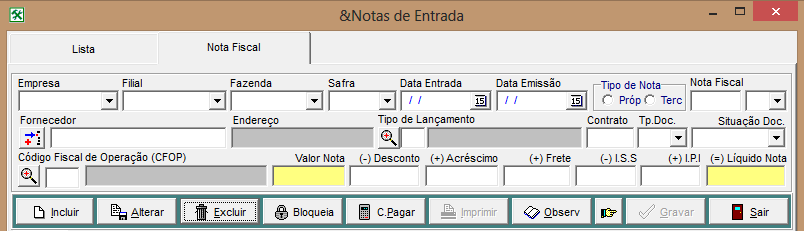 &Notas de Entrada
Lista Nota Fiscal
Empresa Filial Fazenda Safra Data Entrada Data Emissão Tipo de Nota Nota Fiscal
/ / 15 / / 15 Próp Terc
Fornecedor Endereço Tipo de Lançamento Contrato Tp.Doc. Situação Doc.
Código Fiscal de Operação (CFOP) Valor Nota (-) Desconto (+) Acréscimo (+) Frete (-) I.S.S (+) I.P.I (=) Líquido Nota
Incluir Alterar Excluir Bloqueia C.Pagar Imprimir Observ Gravar Sair